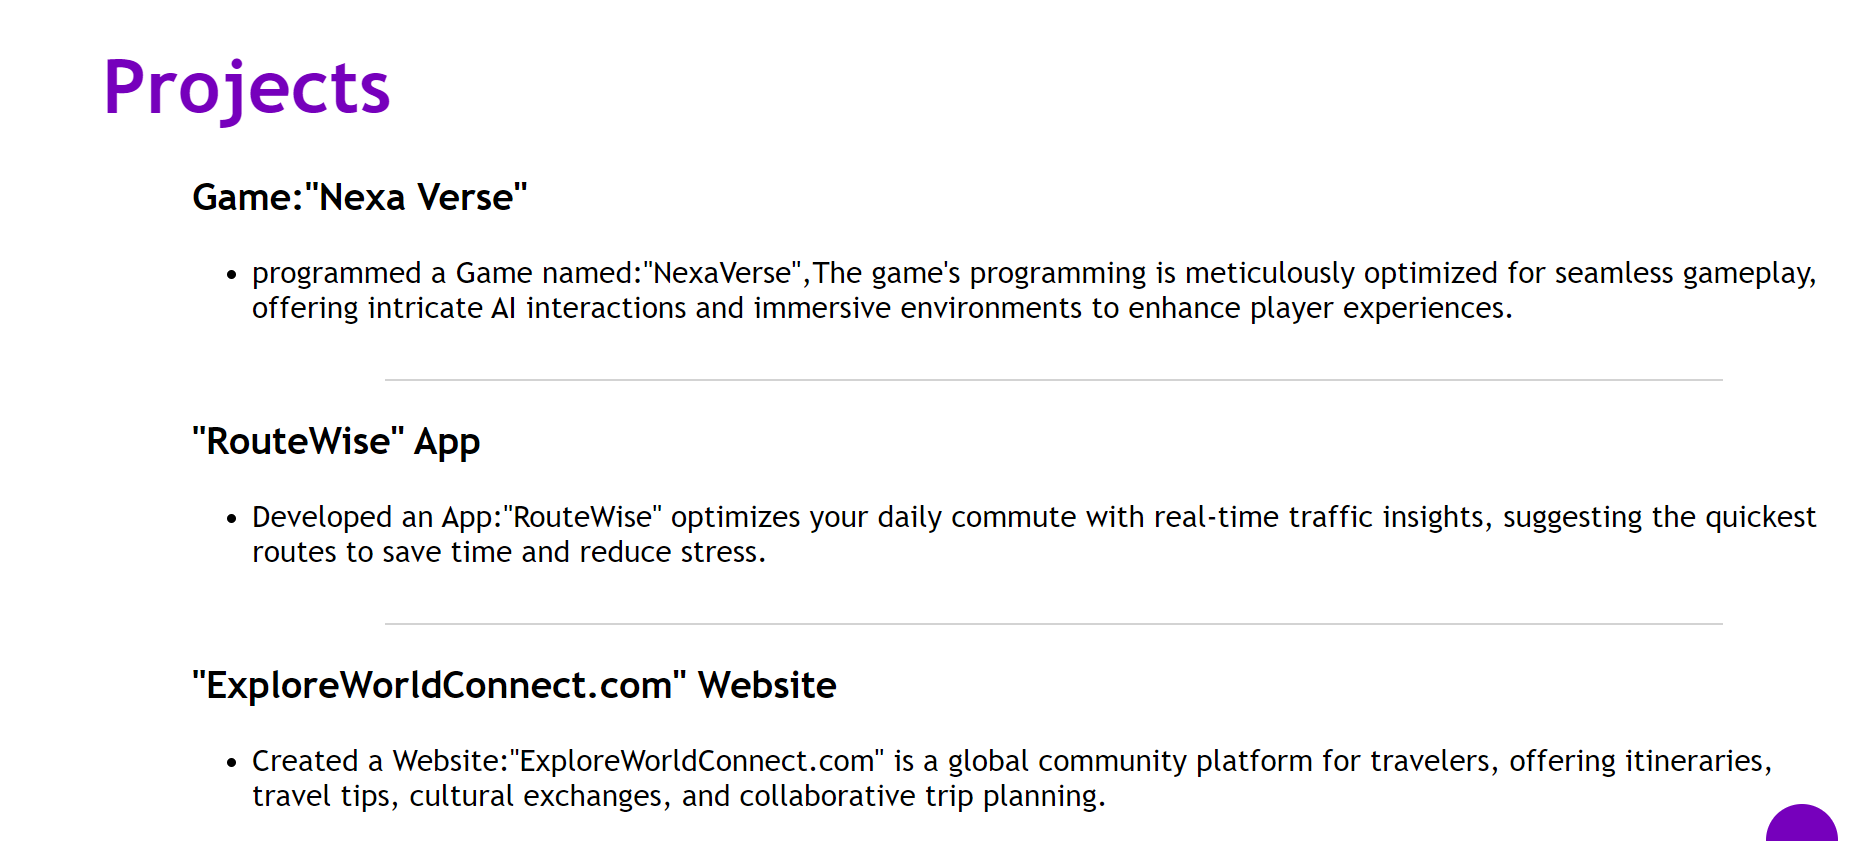 Projects
Game:"Nexa Verse"
• programmed a Game named:"NexaVerse",The game's programming is meticulously optimized for seamless gameplay,
offering intricate AI interactions and immersive environments to enhance player experiences.
"RouteWise" App
• Developed an App:"RouteWise" optimizes your daily commute with real-time traffic insights, suggesting the quickest
routes to save time and reduce stress.
"ExploreWorldConnect.com" Website
• Created a Website:"ExploreWorldConnect.com" is a global community platform for travelers, offering itineraries,
travel tips, cultural exchanges, and collaborative trip planning.